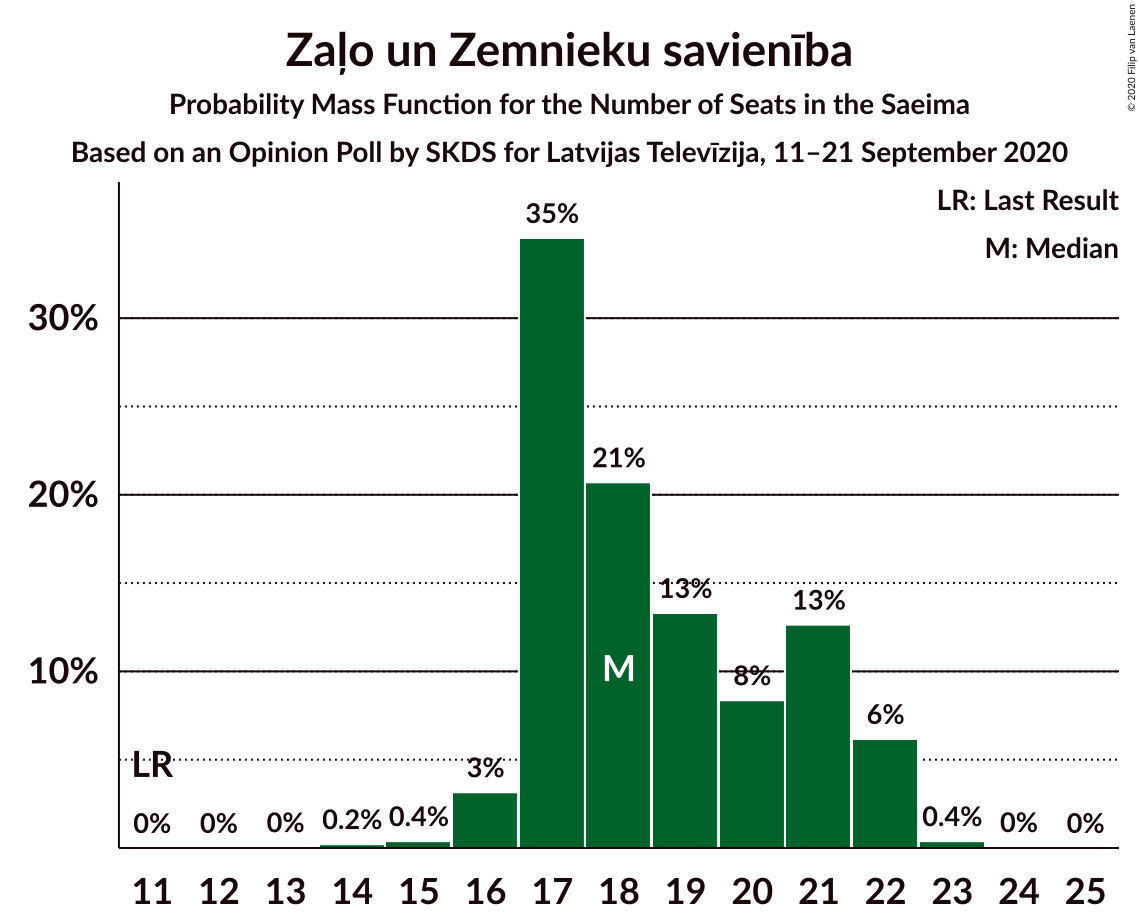 Zaļo un Zemnieku savienība
Probability Mass Function for the Number of Seats in the Saeima
Based on an Opinion Poll by SKDS for Latvijas Televīzija, 11–21 September 2020
© 2020 Filip van Laenen
LR: Last Result
M: Median
35%
30%
21%
20%
13%
13%
10%
8%
M
6%
LR
3%
0%
0%
0%
0.2%
0.4%
0.4%
0%
0%
11 12 13 14 15 16 17 18 19 20 21 22 23 24 25